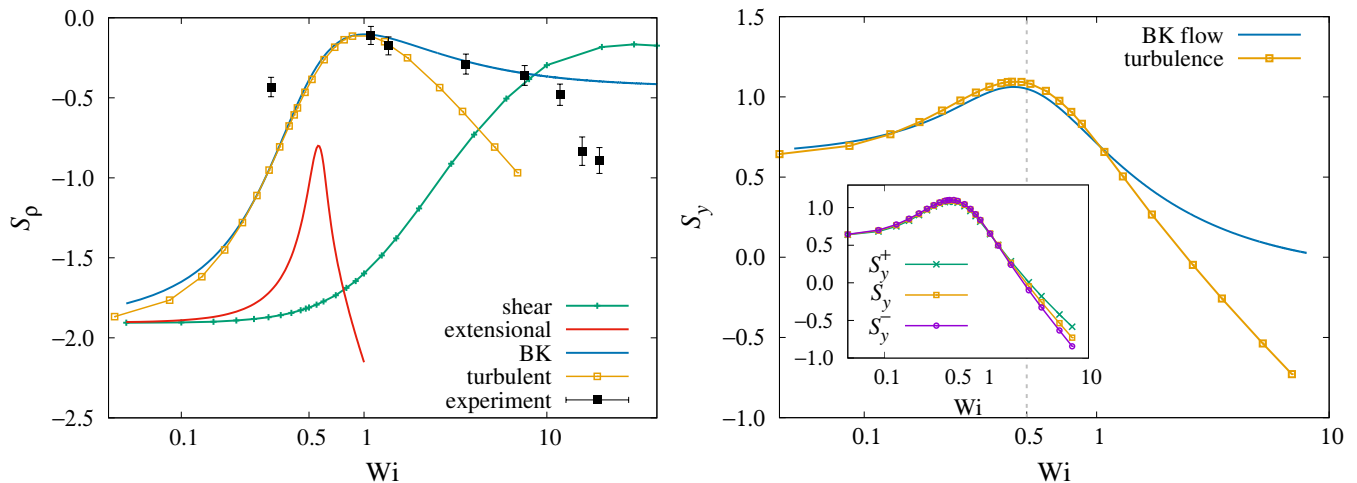 0.0
−0.5
−1.0
−1.5
−2.0
−2.5
S_ρ
0.1
0.5
1
10
Wi
shear
extensional
BK
turbulent
experiment
1.5
1.0
0.5
0.0
−0.5
−1.0
S_y
0.1
0.5
1
10
Wi
BK flow
turbulence
1.0
0.5
0.0
−0.5
−1.0
S_y^+
S_y
S_y^−
0.1
0.5
1
10
Wi